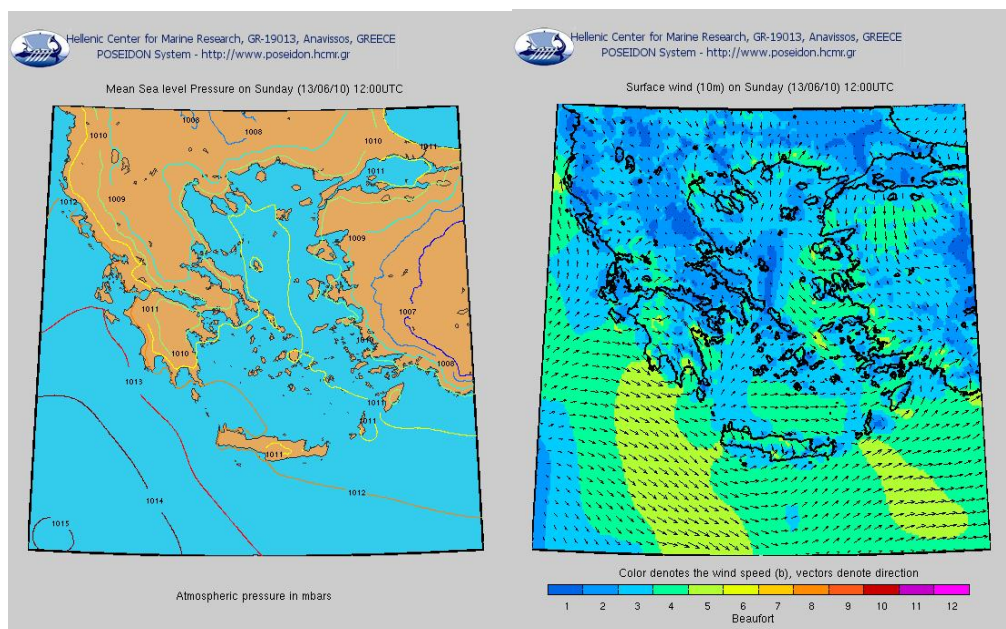 Hellenic Center for Marine Research, GR-19013, Anavissos, GREECE
POSEIDON System - http://www.poseidon.hcmr.gr
Mean Sea level Pressure on Sunday (13/06/10) 12:00UTC
1008
1010
1008
1010
1011
1011
1012
1009
1009
1007
1011
1010
1010
1008
1013
1011
1011
1011
1012
1014
1015
Atmospheric pressure in mbars
Hellenic Center for Marine Research, GR-19013, Anavissos, GREECE
POSEIDON System - http://www.poseidon.hcmr.gr
Surface wind (10m) on Sunday (13/06/10) 12:00UTC
Color denotes the wind speed (b), vectors denote direction
1 2 3 4 5 6 7 8 9 10 11 12
Beaufort